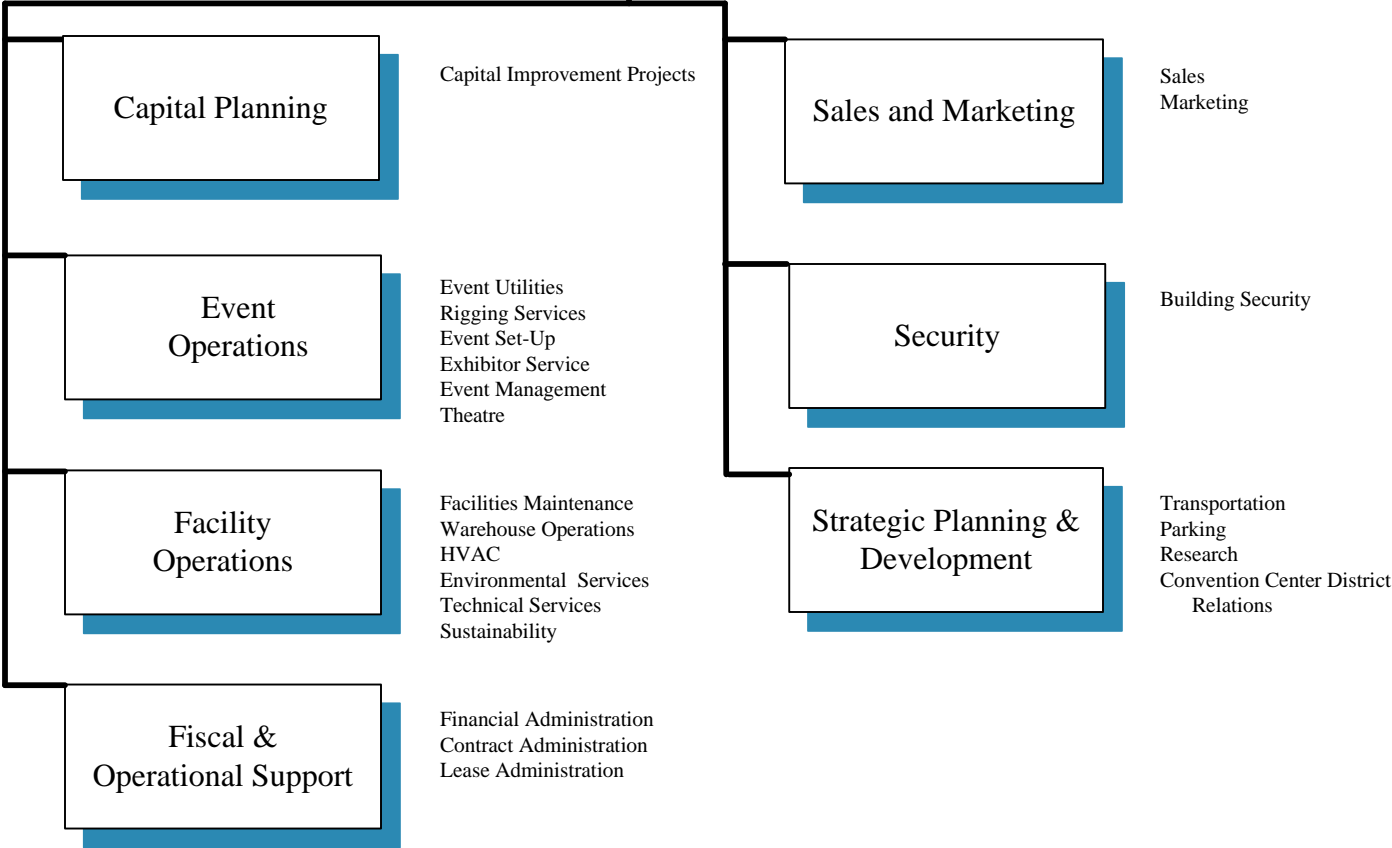 Capital Planning
Capital Improvement Projects
Event
Operations
Event Utilities
Rigging Services
Event Set-Up
Exhibitor Service
Event Management
Theatre
Facility
Operations
Facilities Maintenance
Warehouse Operations
HVAC
Environmental  Services
Technical Services
Sustainability
Fiscal &
Operational Support
Financial Administration
Contract Administration
Lease Administration
Sales and Marketing
Sales
Marketing
Security
Building Security
Strategic Planning &
Development
Transportation
Parking
Research
Convention Center District
Relations